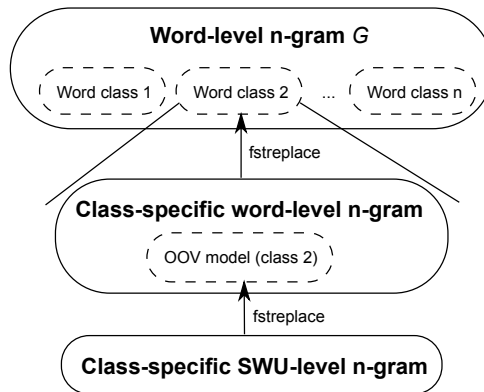 Word-level n-gram G
Word class 1 Word class 2 ... Word class n
fstreplace
Class-specific word-level n-gram
OOV model (class 2)
fstreplace
Class-specific SWU-level n-gram